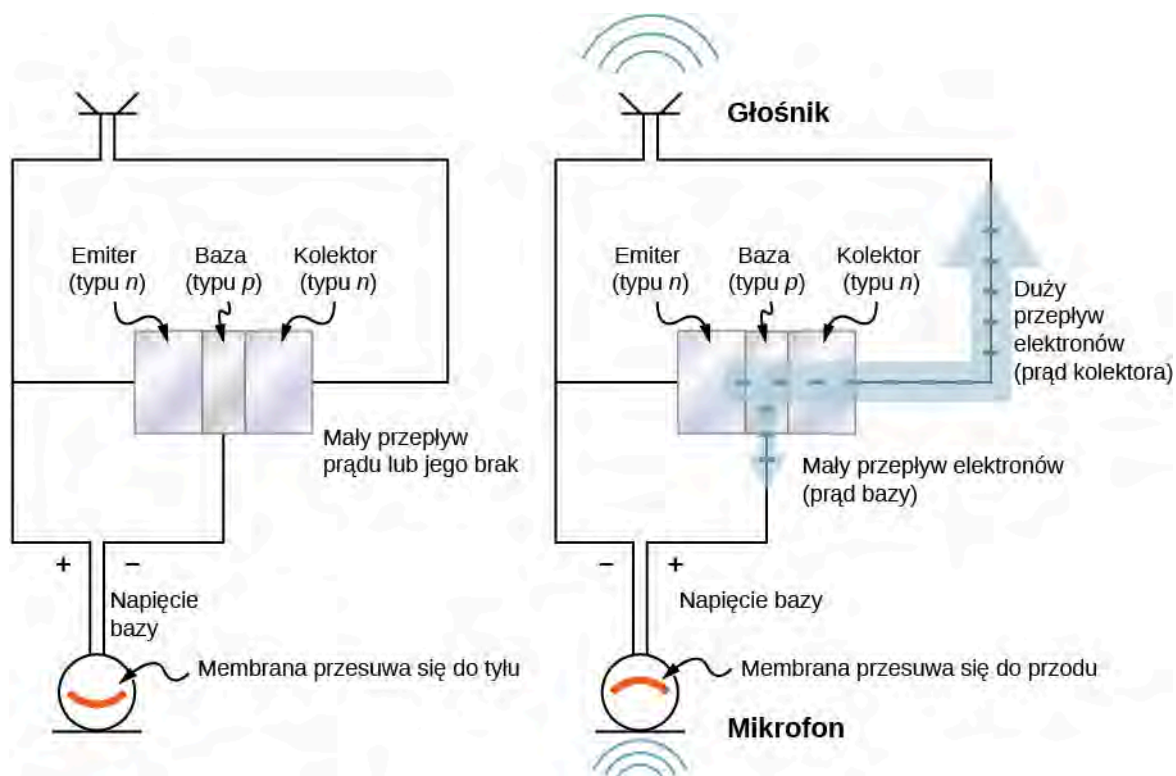 Głośnik
Emiter
(typu n)
Baza
(typu p)
Kolektor
(typu n)
Mały przepływ
prądu lub jego brak
+
−
Napięcie
bazy
Membrana przesuwa się do tyłu
Emiter
(typu n)
Baza
(typu p)
Kolektor
(typu n)
Duży
przepływ
elektronów
(prąd kolektora)
Mały przepływ elektronów
(prąd bazy)
−
+
Napięcie bazy
Membrana przesuwa się do przodu
Mikrofon